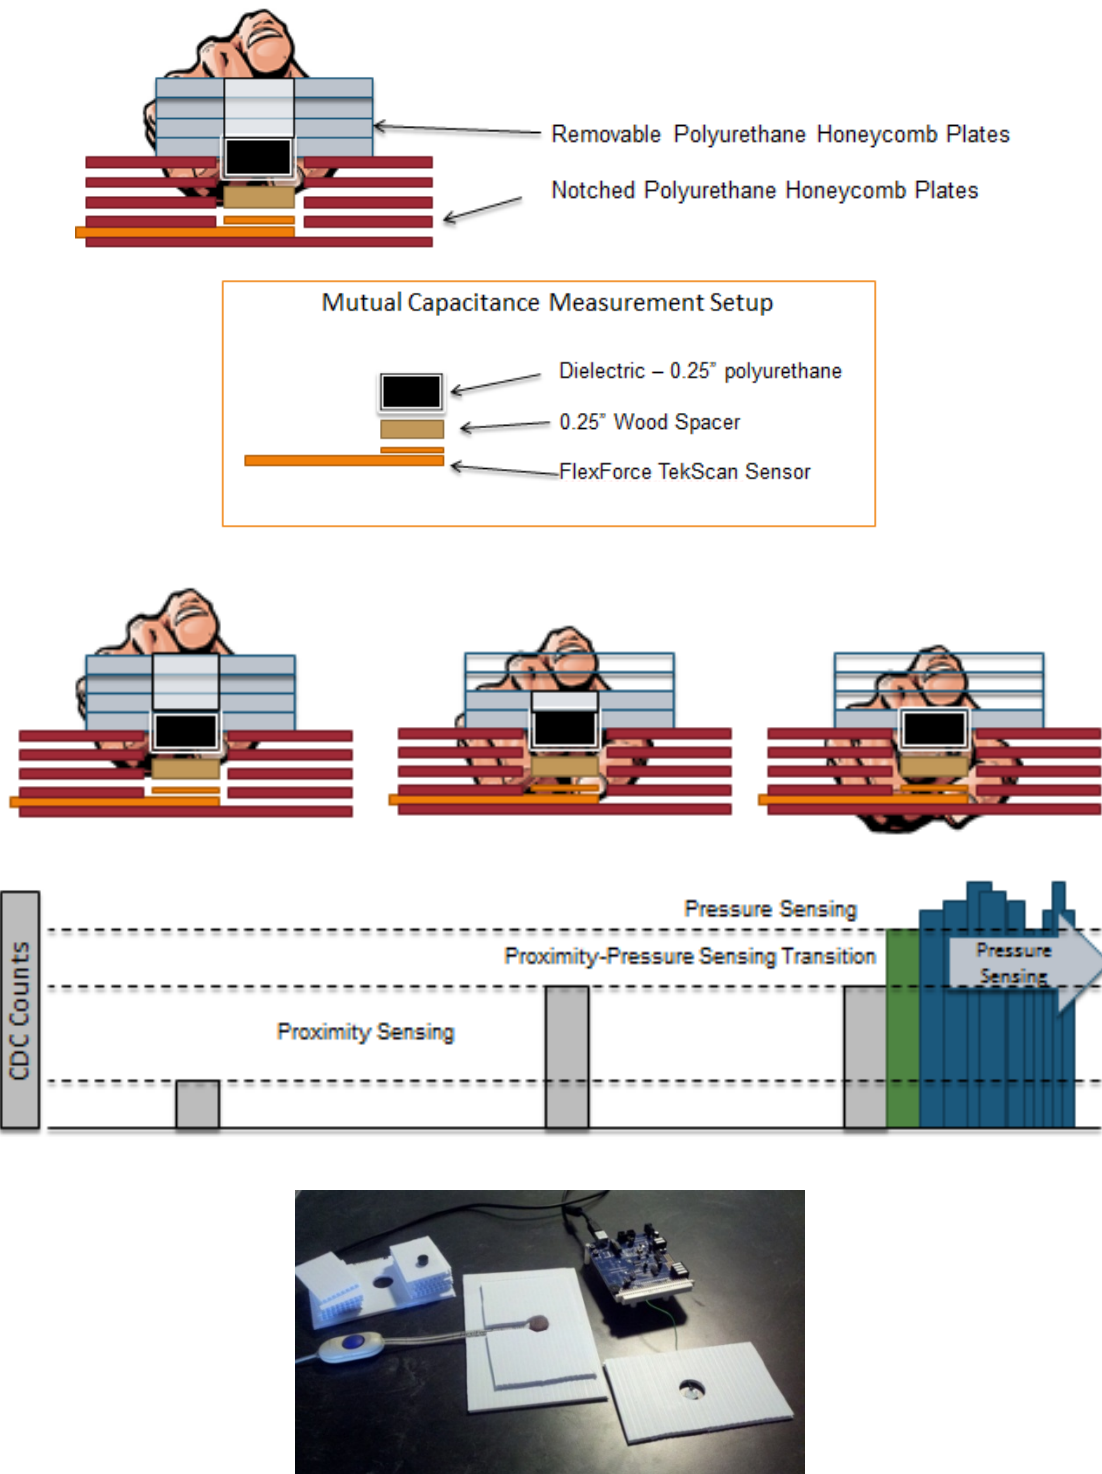 Removable Polyurethane Honeycomb Plates
Notched Polyurethane Honeycomb Plates
Mutual Capacitance Measurement Setup
Dielectric – 0.25” polyurethane
0.25” Wood Spacer
FlexForce TekScan Sensor
CDC Counts
Pressure Sensing
Proximity-Pressure Sensing Transition
Pressure
Sensing
Proximity Sensing